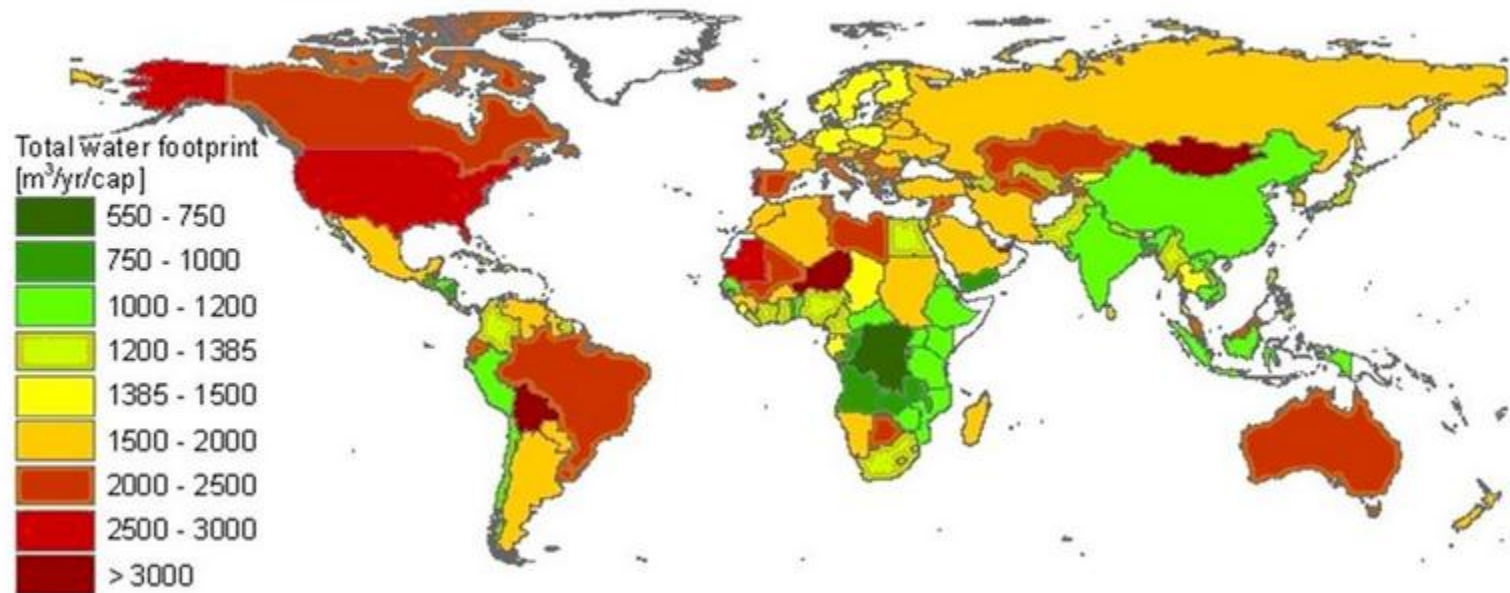 Total water footprint
[m³/yr/cap]
550 - 750
750 - 1000
1000 - 1200
1200 - 1385
1385 - 1500
1500 - 2000
2000 - 2500
2500 - 3000
> 3000